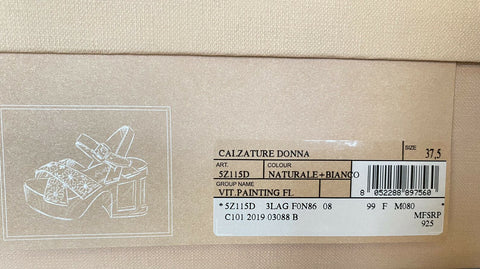 CALZATURE DONNA SIZE 37,5
ART. COLOUR
5Z115D NATURALE+BIANCO
GROUP NAME
VIT.PAINTING FL
8 052288 897560
*5Z115D 3LAG F0N86 08 99 F M080
C101 2019 03088 B MFSRP
925